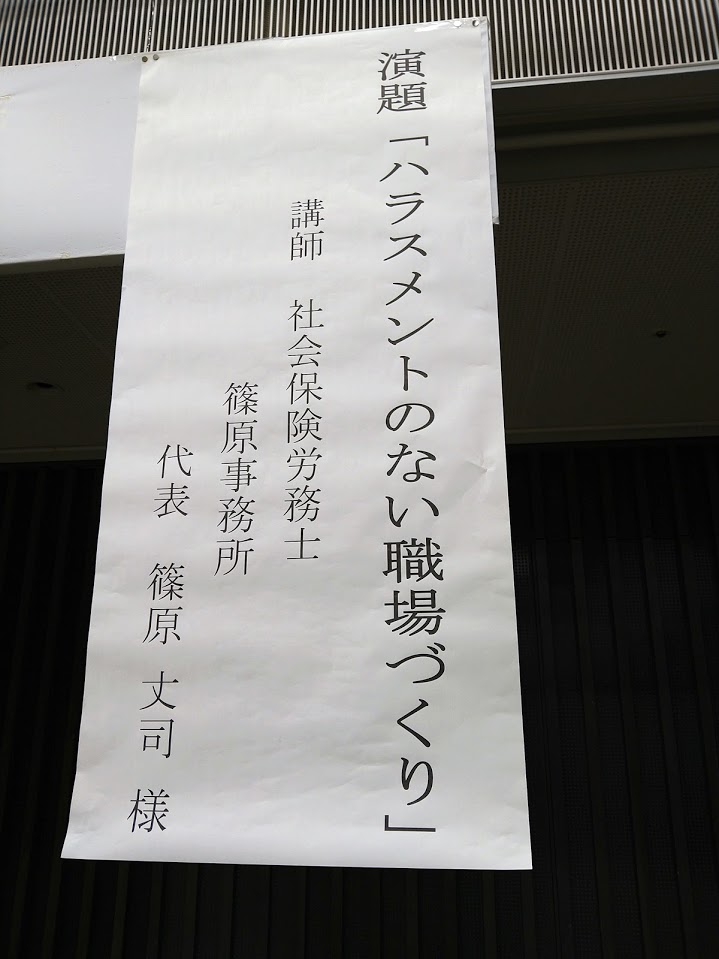 演題「ハラスメントのない職場づくり」
講師 社会保険労務士
篠原事務所
代表 篠原 丈司 様